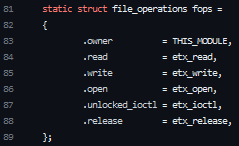 81 static struct file_operations fops =
82 {
83 .owner = THIS_MODULE,
84 .read = etx_read,
85 .write = etx_write,
86 .open = etx_open,
87 .unlocked_ioctl = etx_ioctl,
88 .release = etx_release,
89 };